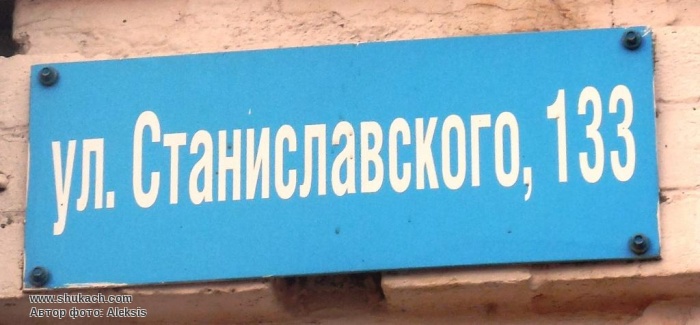 ул. Станиславского, 133
www.shukach.com
Автор фото: Aleksis